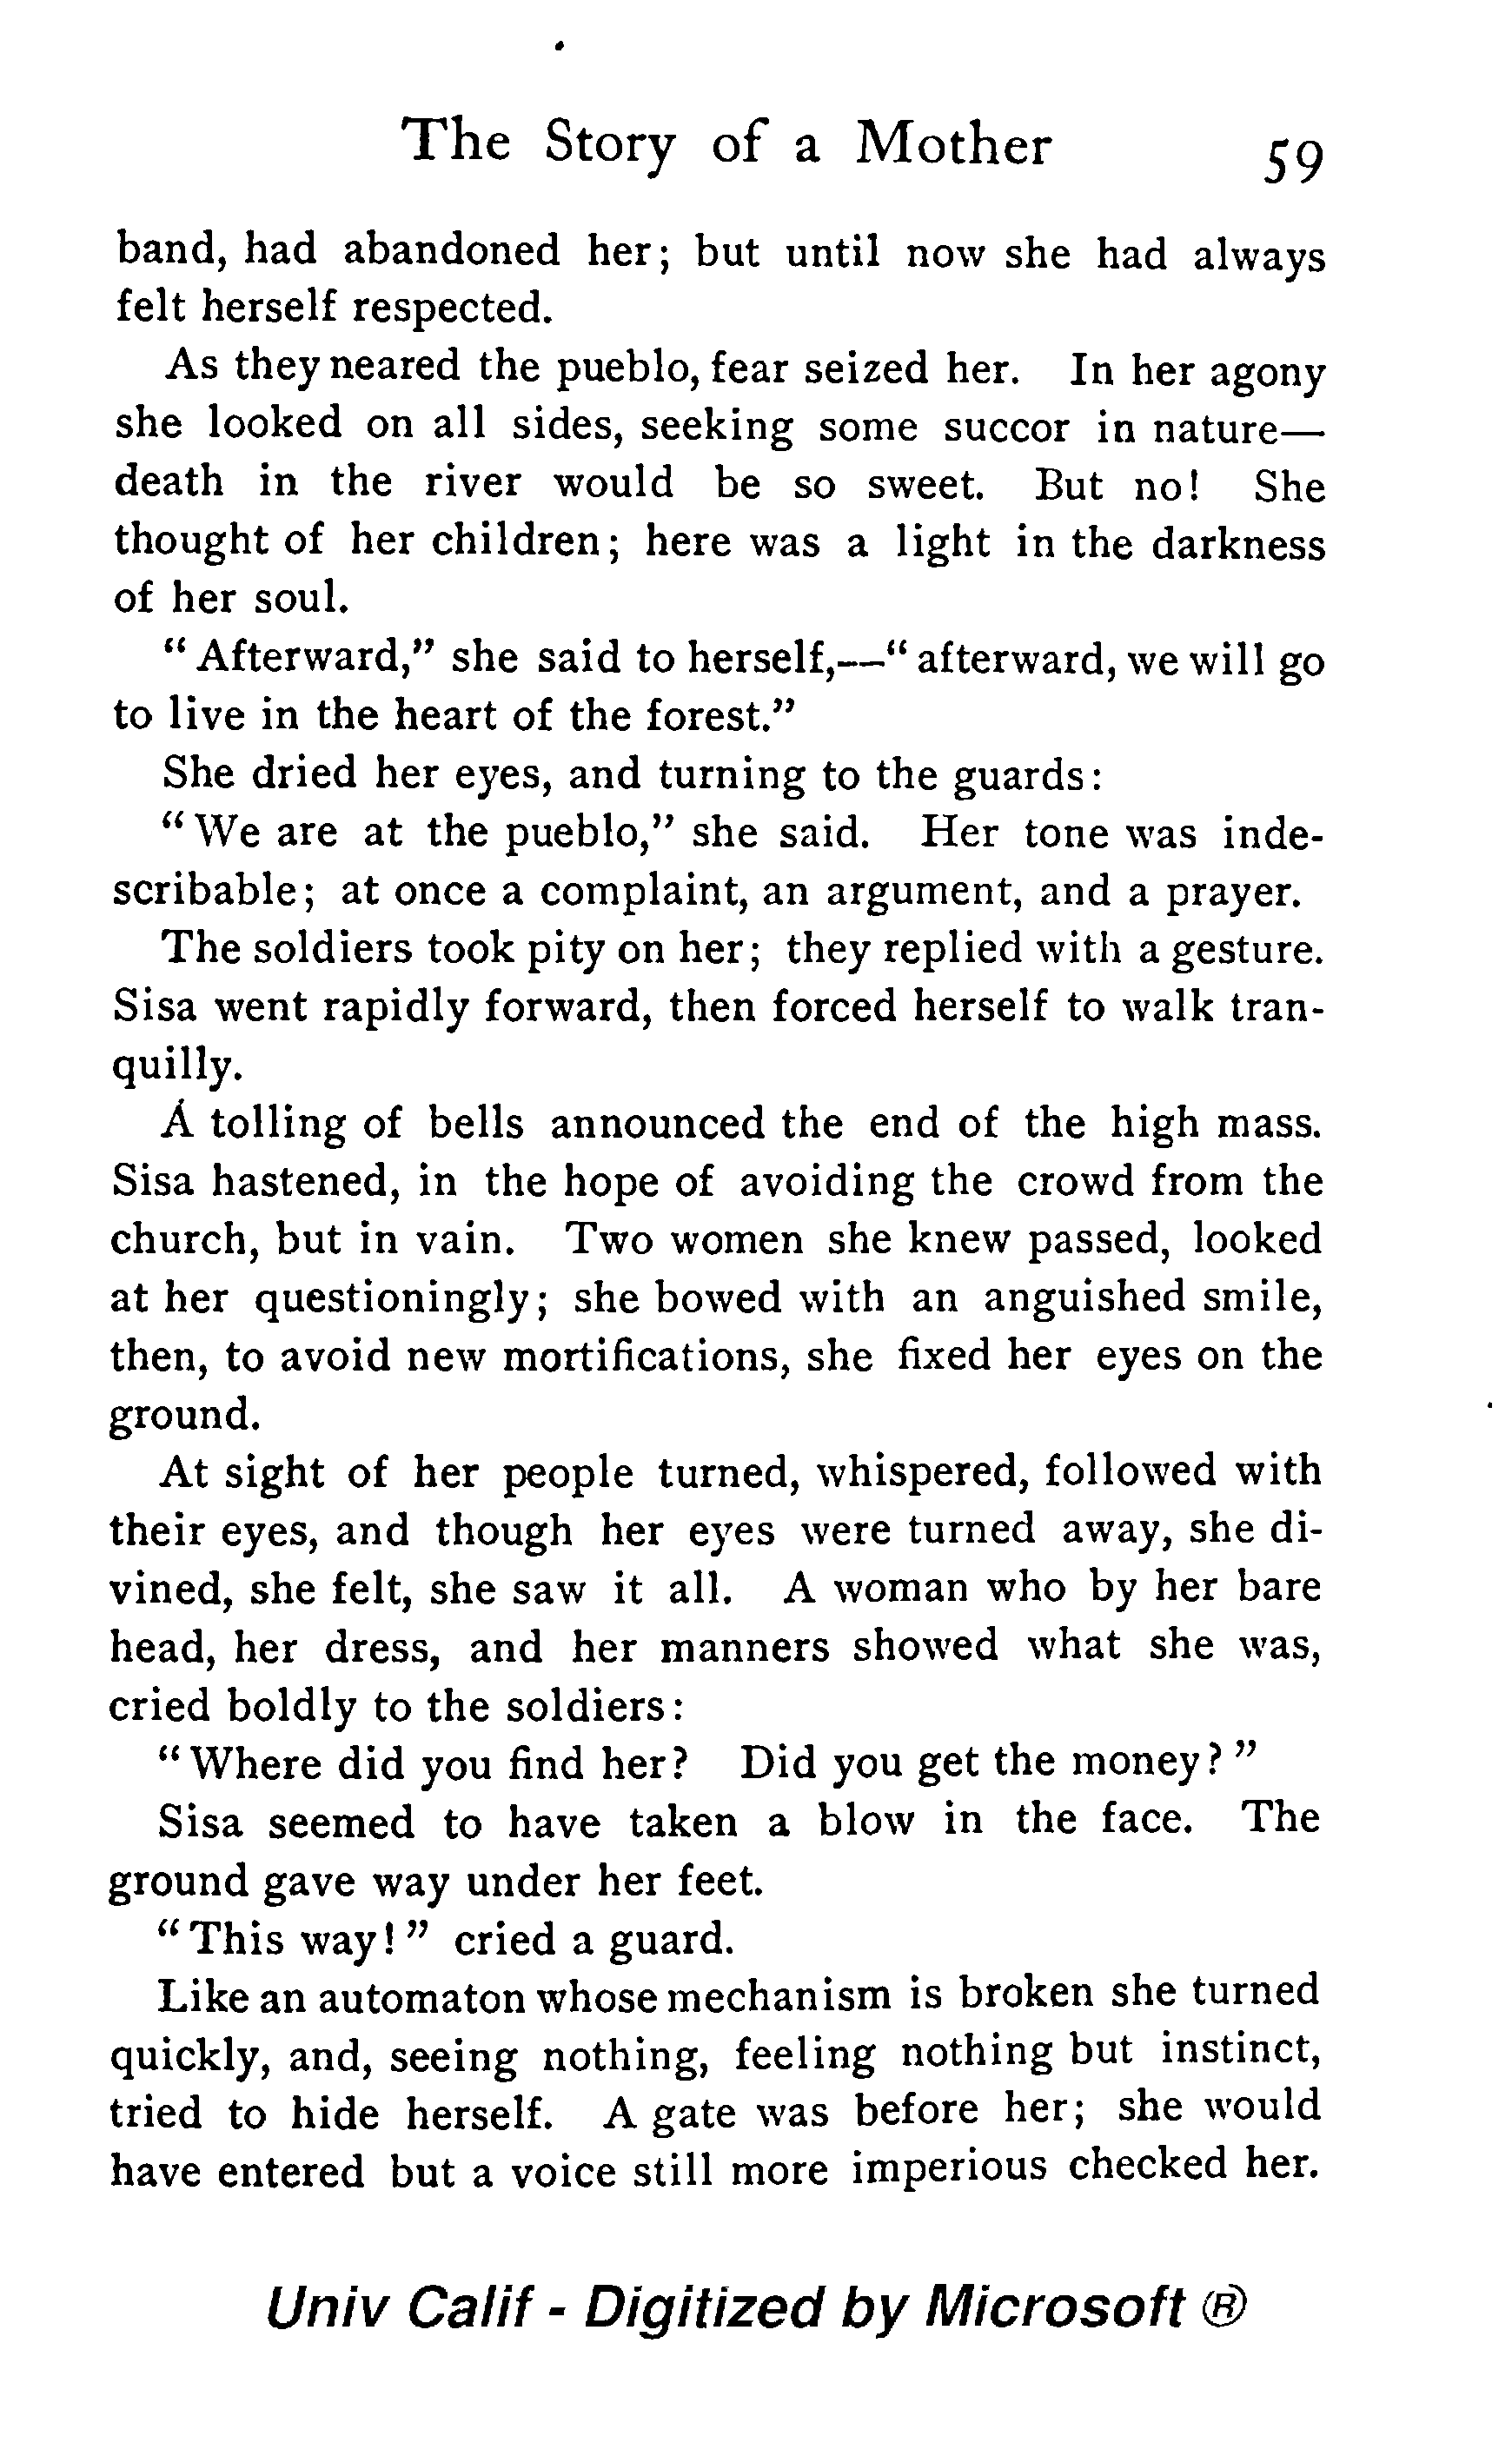 The Story of a Mother 59
band, had abandoned her; but until now she had always
felt herself respected.
As they neared the pueblo, fear seized her. In her agony
she looked on all sides, seeking some succor in nature—
death in the river would be so sweet. But no! She
thought of her children; here was a light in the darkness
of her soul.
"Afterward," she said to herself,—"afterward, we will go
to live in the heart of the forest."
She dried her eyes, and turning to the guards:
"We are at the pueblo," she said. Her tone was inde-
scribable; at once a complaint, an argument, and a prayer.
The soldiers took pity on her; they replied with a gesture.
Sisa went rapidly forward, then forced herself to walk tran-
quilly.
A tolling of bells announced the end of the high mass.
Sisa hastened, in the hope of avoiding the crowd from the
church, but in vain. Two women she knew passed, looked
at her questioningly; she bowed with an anguished smile,
then, to avoid new mortifications, she fixed her eyes on the
ground.
At sight of her people turned, whispered, followed with
their eyes, and though her eyes were turned away, she di-
vined, she felt, she saw it all. A woman who by her bare
head, her dress, and her manners showed what she was,
cried boldly to the soldiers:
"Where did you find her? Did you get the money?"
Sisa seemed to have taken a blow in the face. The
ground gave way under her feet.
"This way!" cried a guard.
Like an automaton whose mechanism is broken she turned
quickly, and, seeing nothing, feeling nothing but instinct,
tried to hide herself. A gate was before her; she would
have entered but a voice still more imperious checked her.
Univ Calif - Digitized by Microsoft ®